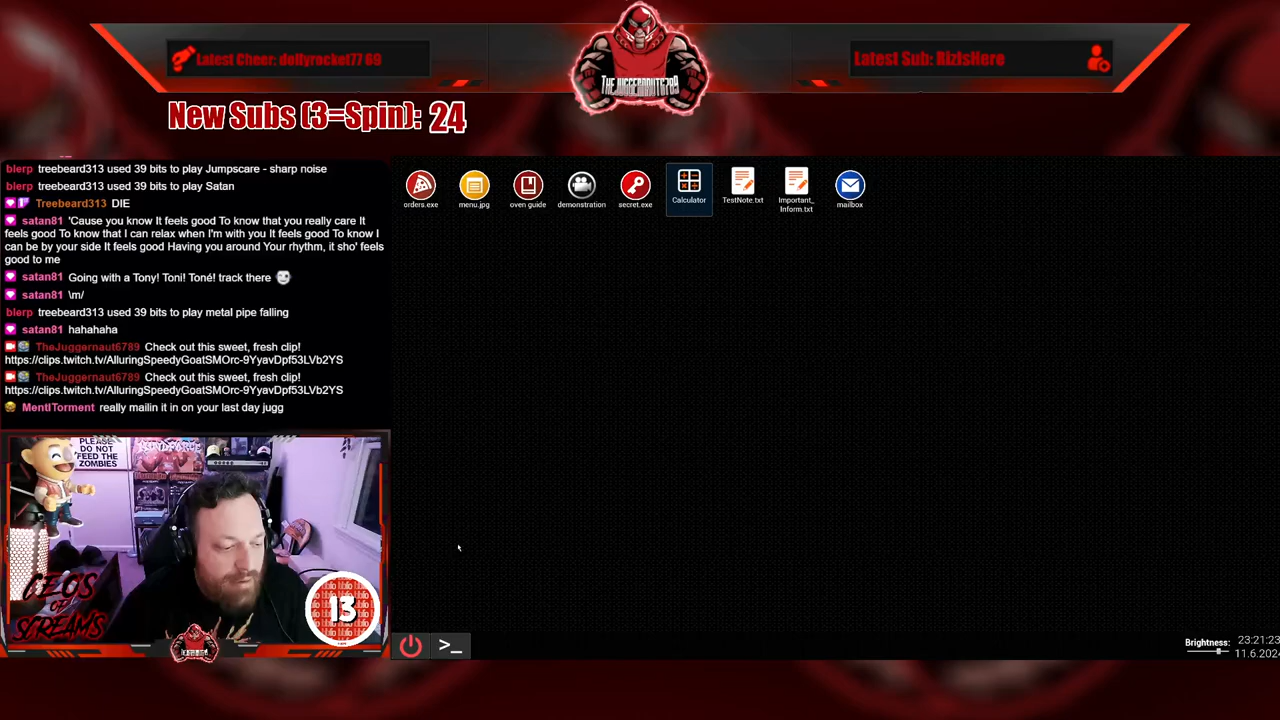 Latest Cheer: dollyrocket77 69
THEJUGGERNAUT6789
Latest Sub: RizIsHere
New Subs (3=Spin): 24
blerp treebeard313 used 39 bits to play Jumpscare - sharp noise
blerp treebeard313 used 39 bits to play Satan
Treebeard313 DIE
satan81 'Cause you know It feels good To know that you really care It
feels good To know that I can relax when I'm with you It feels good To know I
can be by your side It feels good Having you around Your rhythm, it sho' feels
good to me
satan81 Going with a Tony! Toni! Toné! track there
satan81 \m/
blerp treebeard313 used 39 bits to play metal pipe falling
satan81 hahahaha
TheJuggernaut6789 Check out this sweet, fresh clip!
https://clips.twitch.tv/AlluringSpeedyGoatSMOrc-9YyavDpf53LVb2YS
TheJuggernaut6789 Check out this sweet, fresh clip!
https://clips.twitch.tv/AlluringSpeedyGoatSMOrc-9YyavDpf53LVb2YS
MentlTorment really mailin it in on your last day jugg
orders.exe
menu.jpg
oven guide
demonstration
secret.exe
Calculator
TestNote.txt
Important_
Inform.txt
mailbox
PLEASE
DO NOT
FEED THE
ZOMBIES
CEO'S
OF
SCREAMS
13
>_
Brightness:
23:21:23
11.6.2024